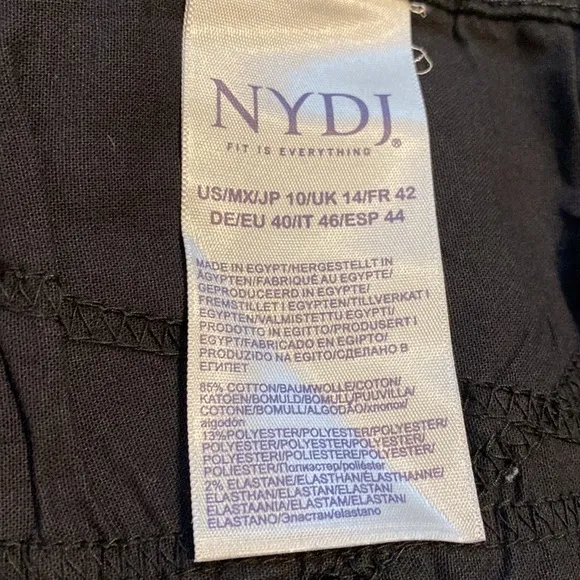 NYDJ®
FIT IS EVERYTHING
US/MX/JP 10/UK 14/FR 42
DE/EU 40/IT 46/ESP 44
MADE IN EGYPT/HERGESTELLT IN
ÄGYPTEN/FABRIQUÉ AU EGYPTE/
GEPRODUCEERD IN EGYPTE/
FREMSTILLET I EGYPTEN/TILLVERKAT I
EGYPTEN/VALMISTETTU EGYPTI/
PRODOTTO IN EGITTO/PRODUSERT I
EGYPT/FABRICADO EN EGIPTO/
PRODUZIDO NA EGITO/СДЕЛАНО В
ЕГИПЕТ
85% COTTON/BAUMWOLLE/COTON/
KATOEN/BOMULD/BOMULL/PUUVILLA/
COTONE/BOMULL/ALGODÃO/хлопок/
algodón
13%POLYESTER/POLYESTER/POLYESTER/
POLYESTER/POLYESTER/POLYESTER/
POLYESTERI/POLIESTERE/POLYESTER/
POLIESTER/Полиэстер/poliéster
2% ELASTANE/ELASTHAN/ÉLASTHANNE/
ELASTHAN/ELASTAN/ELASTAN/
ELASTAANIA/ELASTAM/ELASTAN/
ELASTANO/Эластан/elastano